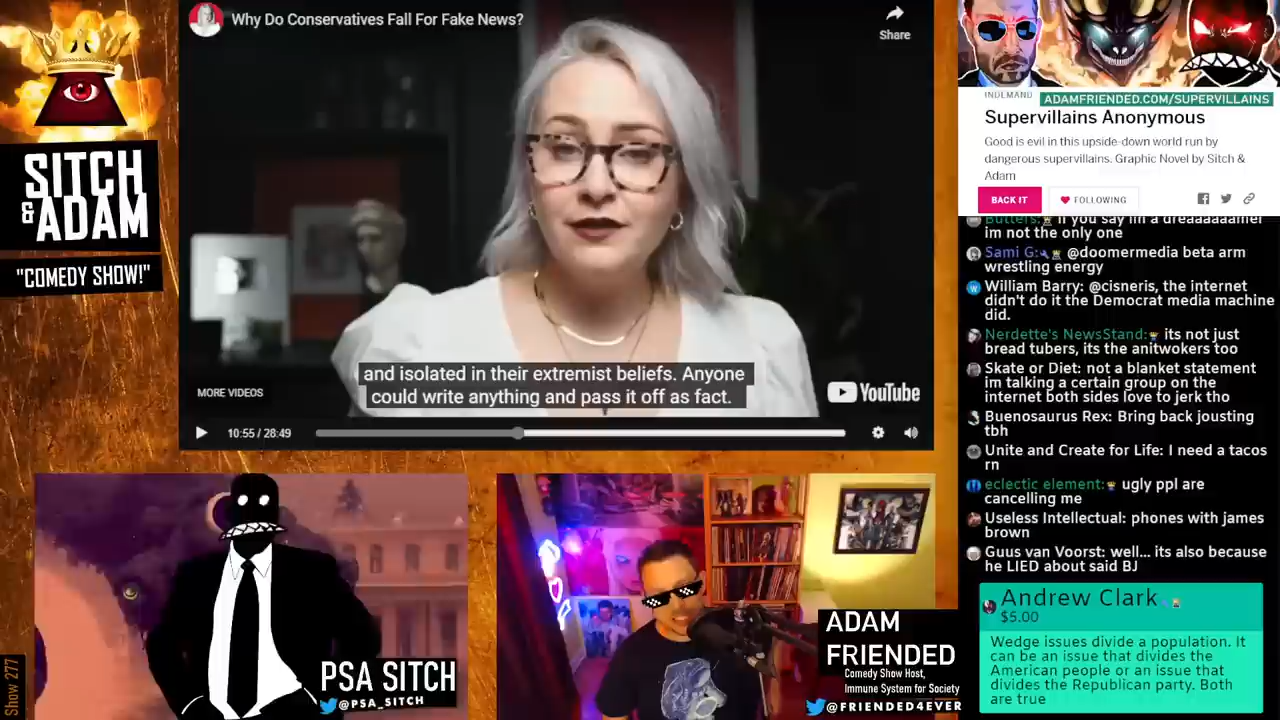 Why Do Conservatives Fall For Fake News?
Share
SITCH
& ADAM
"COMEDY SHOW!"
and isolated in their extremist beliefs. Anyone
could write anything and pass it off as fact.
MORE VIDEOS
YouTube
10:55 / 28:49
INDEMAND
ADAMFRIENDED.COM/SUPERVILLAINS
Supervillains Anonymous
Good is evil in this upside-down world run by
dangerous supervillains. Graphic Novel by Sitch &
Adam
BACK IT
FOLLOWING
Butters: if you say im a dreaaaaamer
im not the only one
Sami G: @doomermedia beta arm
wrestling energy
William Barry: @cisneris, the internet
didn't do it the Democrat media machine
did.
Nerdette's NewsStand: its not just
bread tubers, its the anitwokers too
Skate or Diet: not a blanket statement
im talking a certain group on the
internet both sides love to jerk tho
Buenosaurus Rex: Bring back jousting
tbh
Unite and Create for Life: I need a tacos
rn
eclectic element: ugly ppl are
cancelling me
Useless Intellectual: phones with james
brown
Guus van Voorst: well... its also because
he LIED about said BJ
Andrew Clark
$5.00
Wedge issues divide a population. It
can be an issue that divides the
American people or an issue that
divides the Republican party. Both
are true
Show 277
PSA SITCH
@PSA_SITCH
ADAM
FRIENDED
Comedy Show Host,
Immune System for Society
@FRIENDED4EVER